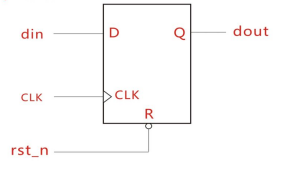 din D Q dout
CLK CLK
R
rst_n